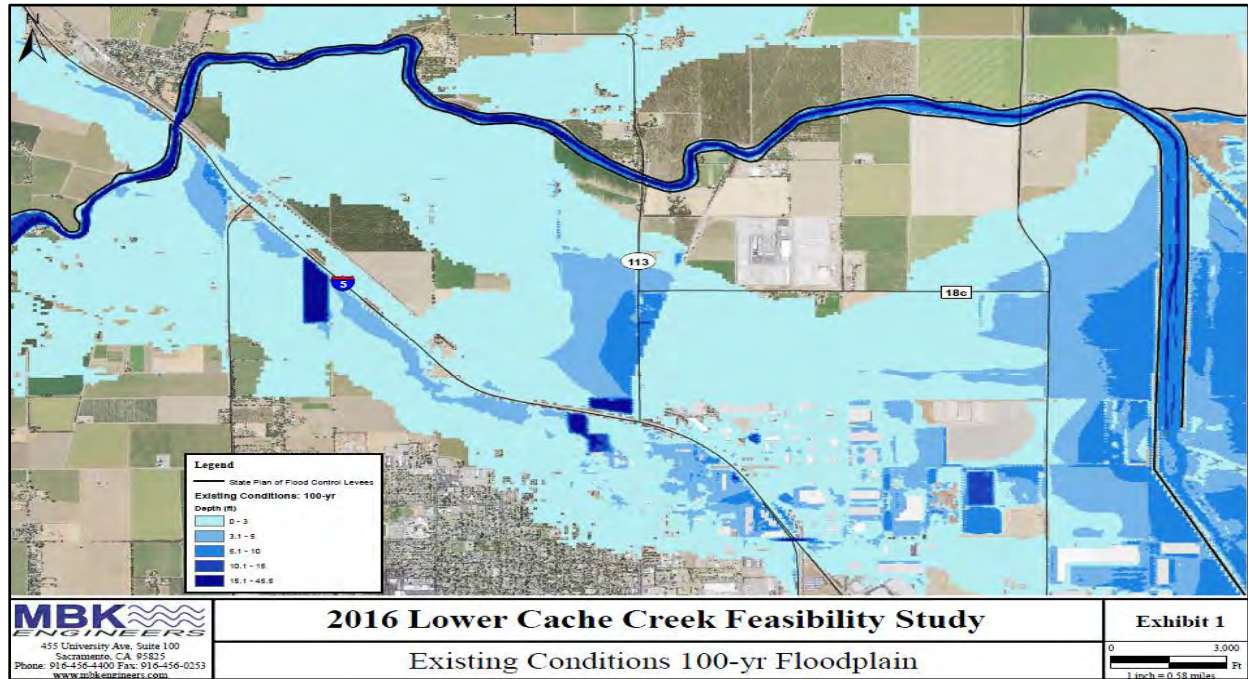 N
5
113
18c
Legend
State Plan of Flood Control Levees
Existing Conditions: 100-yr
Depth (ft)
0 - 3
3.1 - 5
5.1 - 10
10.1 - 15
15.1 - 45.5
MBK
ENGINEERS
455 University Ave, Suite 100
Sacramento, CA 95825
Phone: 916-456-4400 Fax: 916-456-0253
www.mbkengineers.com
2016 Lower Cache Creek Feasibility Study
Existing Conditions 100-yr Floodplain
Exhibit 1
0 3,000
Ft
1 inch = 0.58 miles